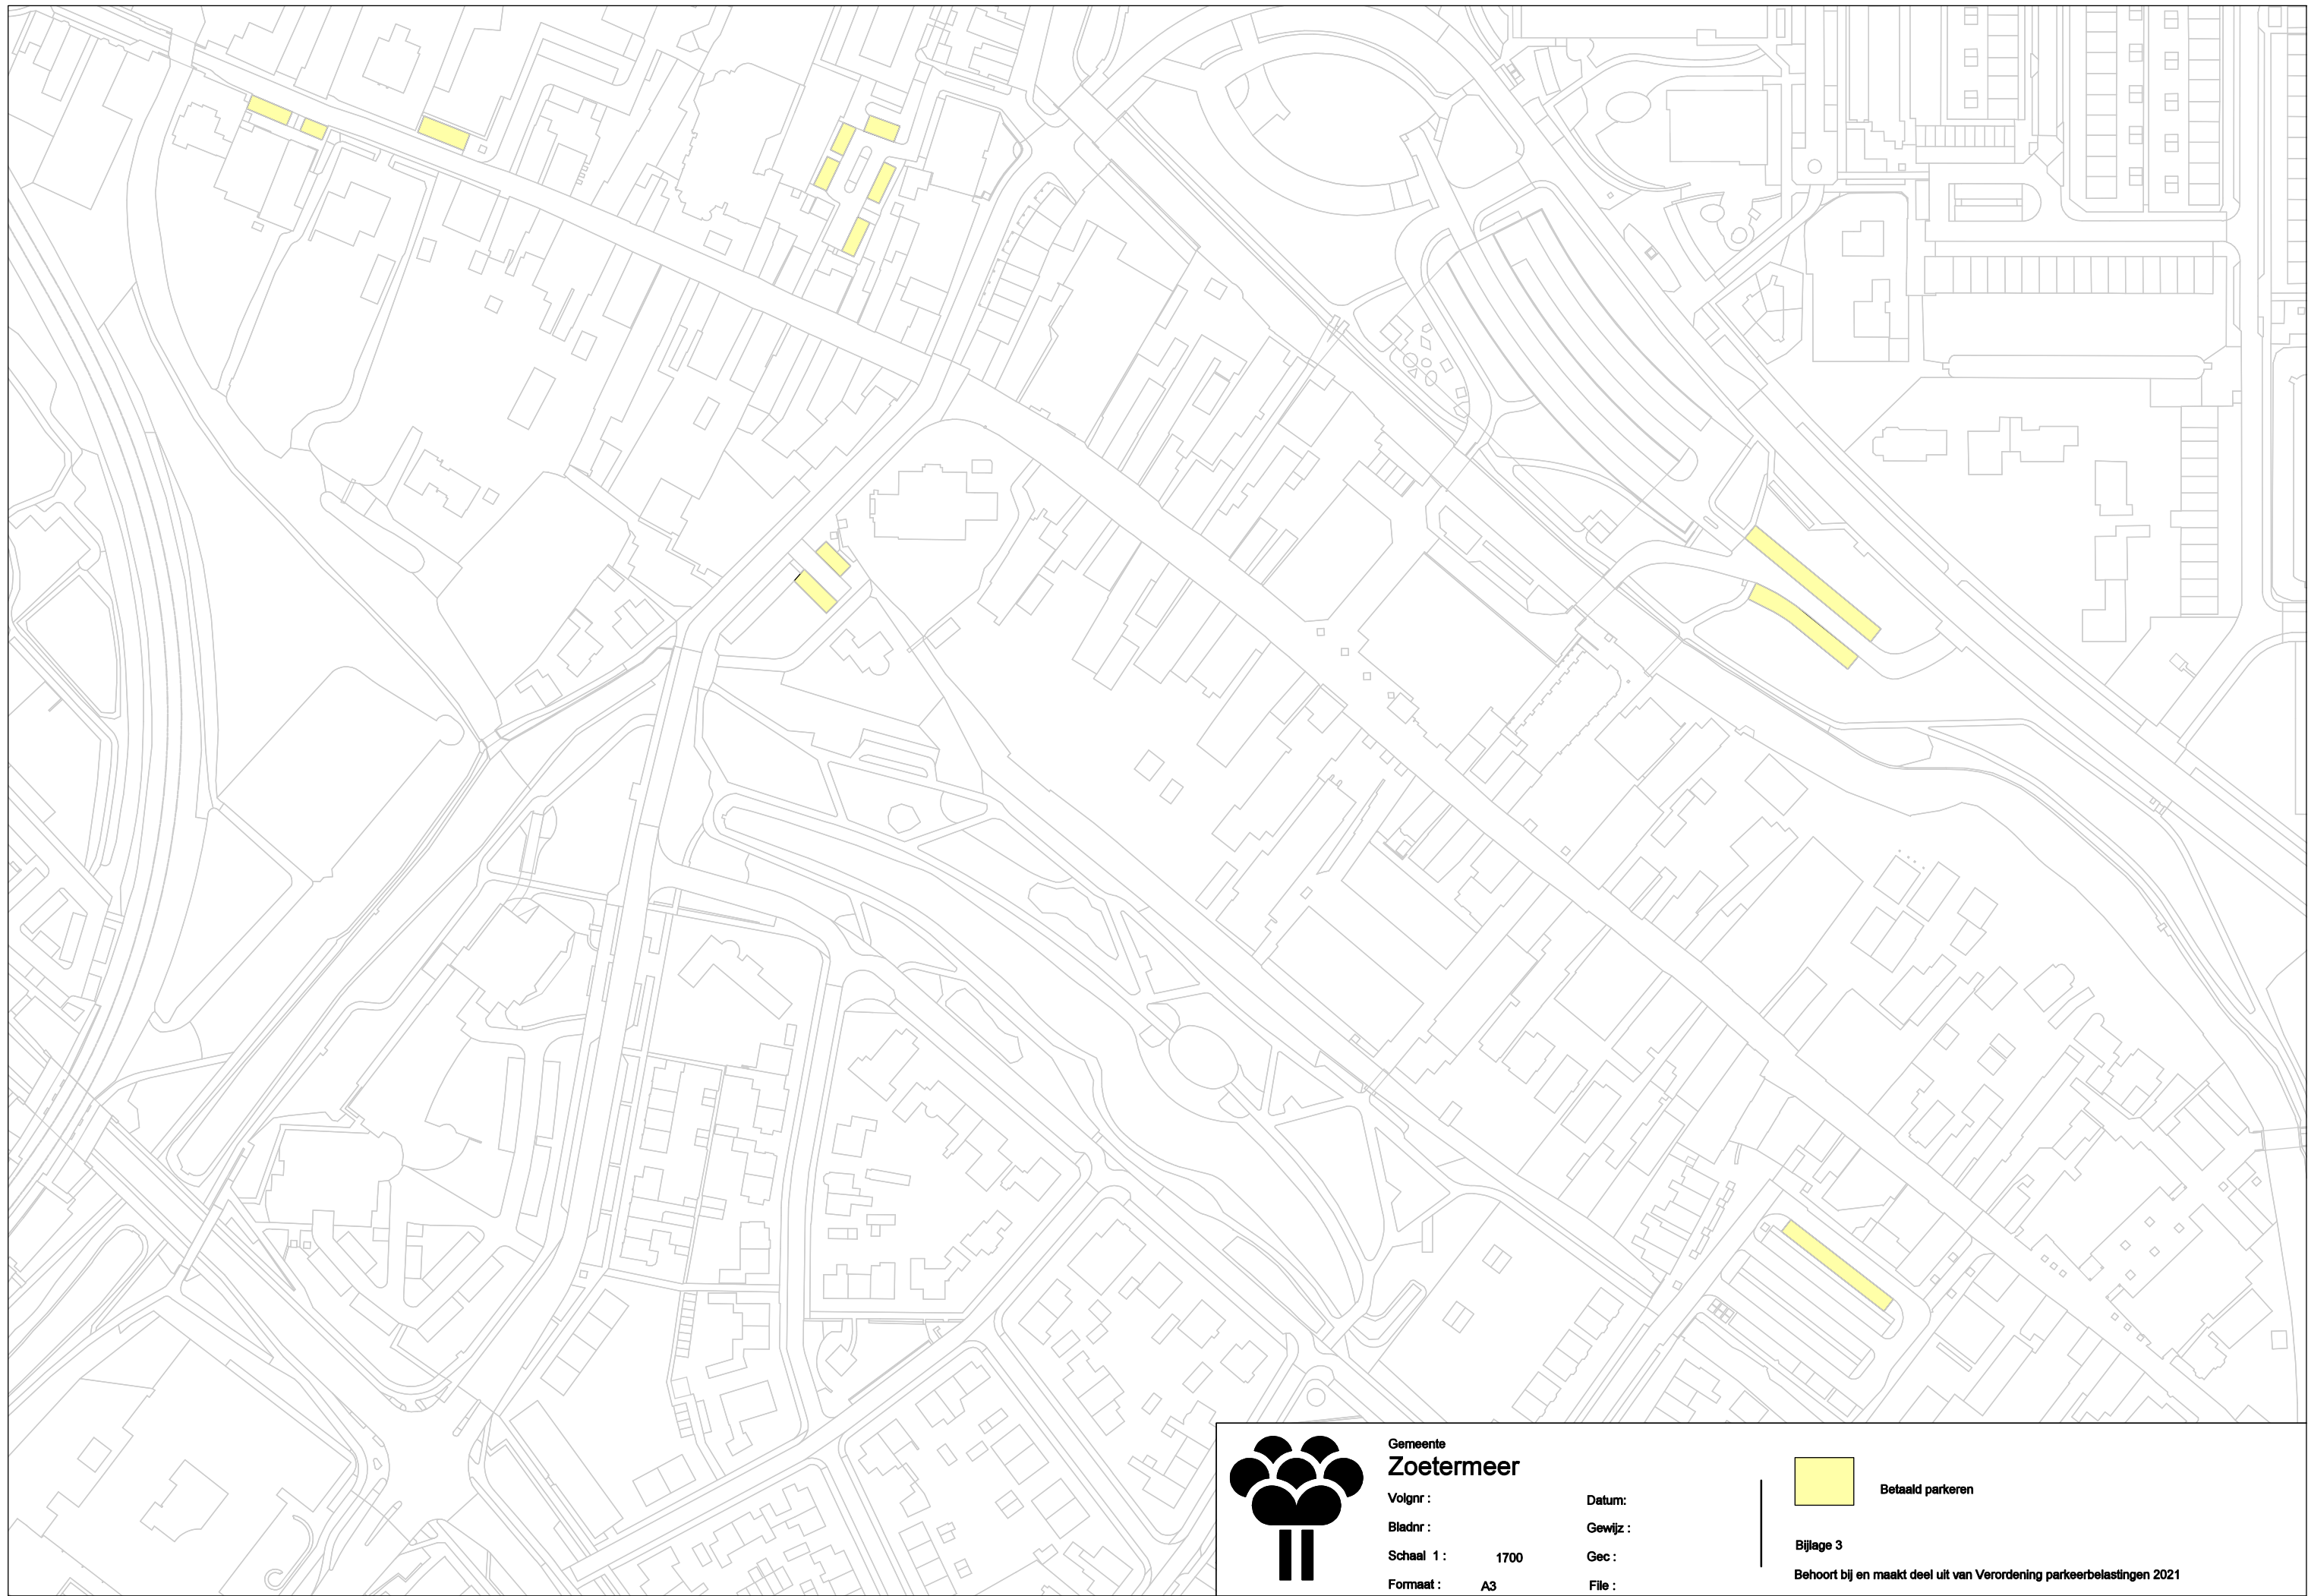 Gemeente
Zoetermeer
Volgnr :
Datum:
Bladnr :
Gewijz :
Schaal 1 : 1700
Gec :
Formaat : A3
File :
Betaald parkeren
Bijlage 3
Behoort bij en maakt deel uit van Verordening parkeerbelastingen 2021